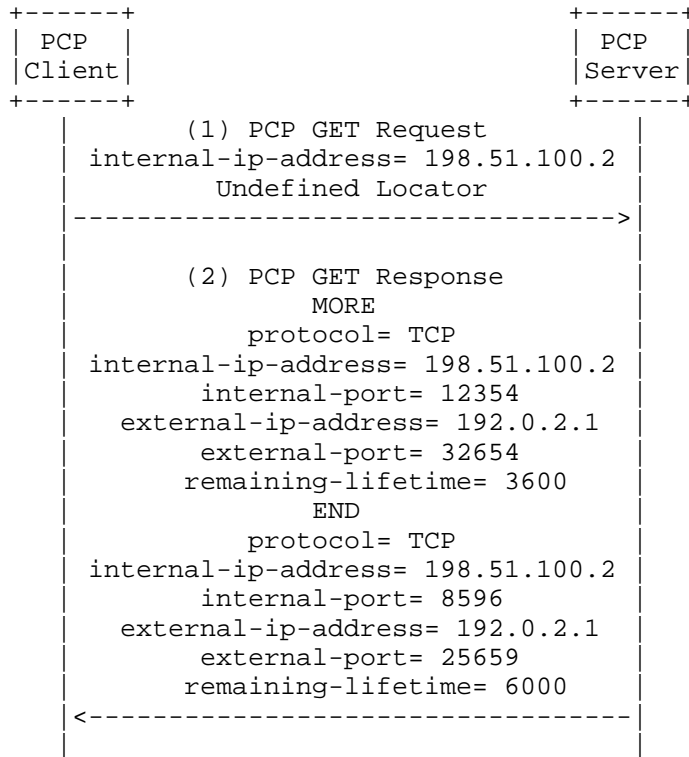 +------+                           +------+
| PCP  |                           | PCP  |
|Client|                           |Server|
+------+                           +------+
   |       (1) PCP GET Request         |
   | internal-ip-address= 198.51.100.2 |
   |         Undefined Locator         |
   |---------------------------------->|
   |                                   |
   |       (2) PCP GET Response        |
   |               MORE                |
   |           protocol= TCP           |
   | internal-ip-address= 198.51.100.2 |
   |        internal-port= 12354       |
   |   external-ip-address= 192.0.2.1  |
   |        external-port= 32654       |
   |       remaining-lifetime= 3600    |
   |               END                 |
   |           protocol= TCP           |
   | internal-ip-address= 198.51.100.2 |
   |        internal-port= 8596        |
   |   external-ip-address= 192.0.2.1  |
   |        external-port= 25659       |
   |       remaining-lifetime= 6000    |
   |<----------------------------------|
   |                                   |